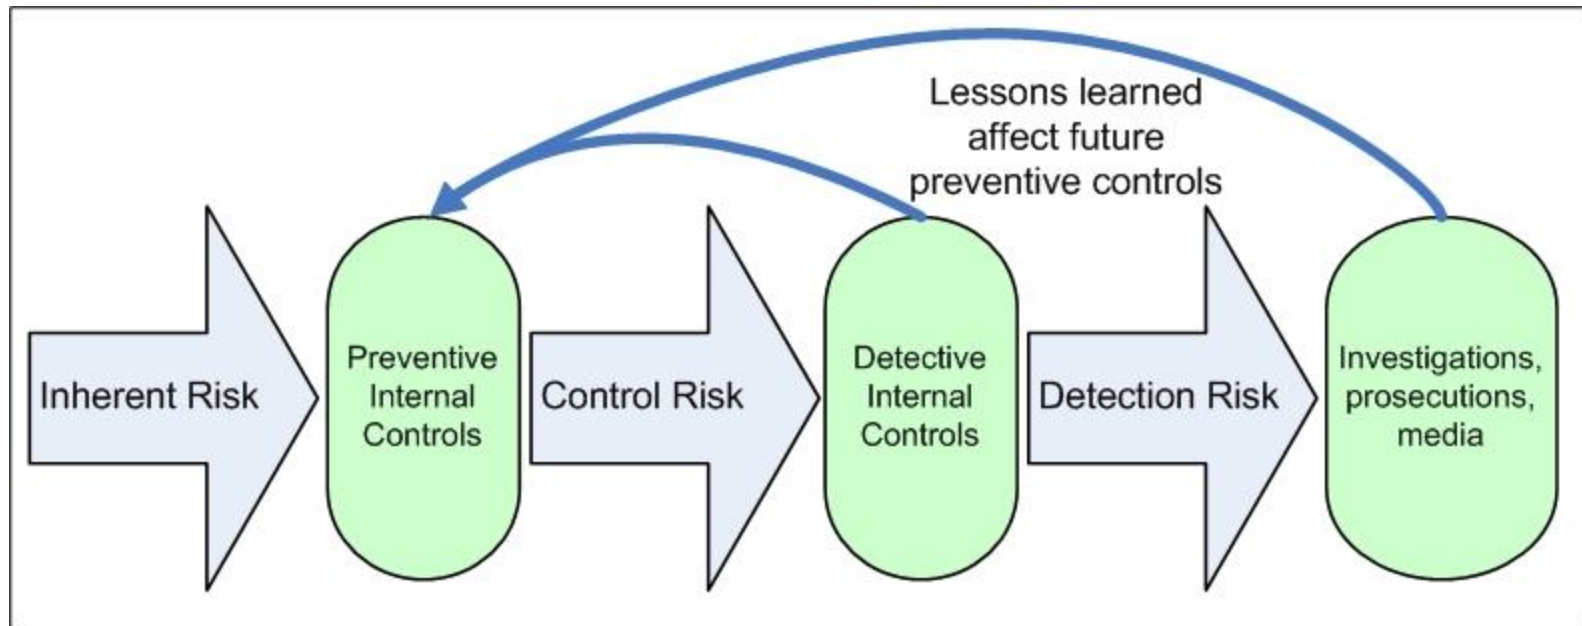 Lessons learned
affect future
preventive controls
Inherent Risk
Preventive
Internal
Controls
Control Risk
Detective
Internal
Controls
Detection Risk
Investigations,
prosecutions,
media